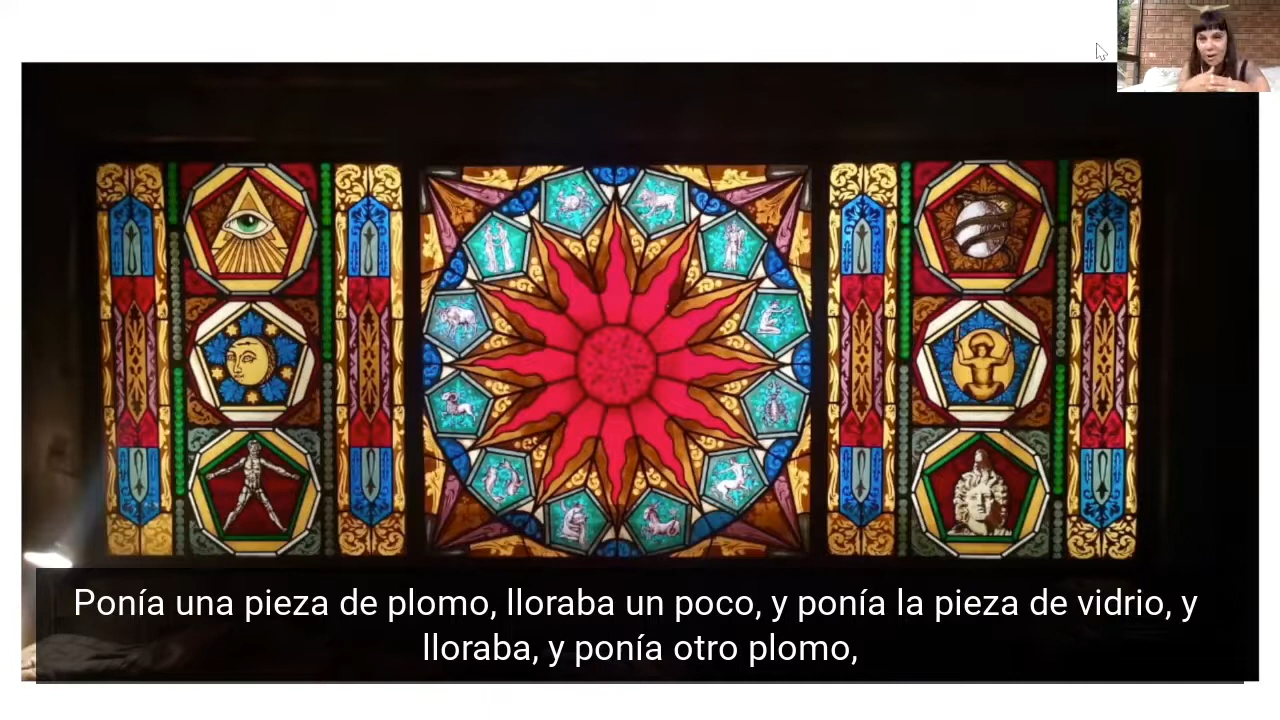 Ponía una pieza de plomo, lloraba un poco, y ponía la pieza de vidrio, y
lloraba, y ponía otro plomo,